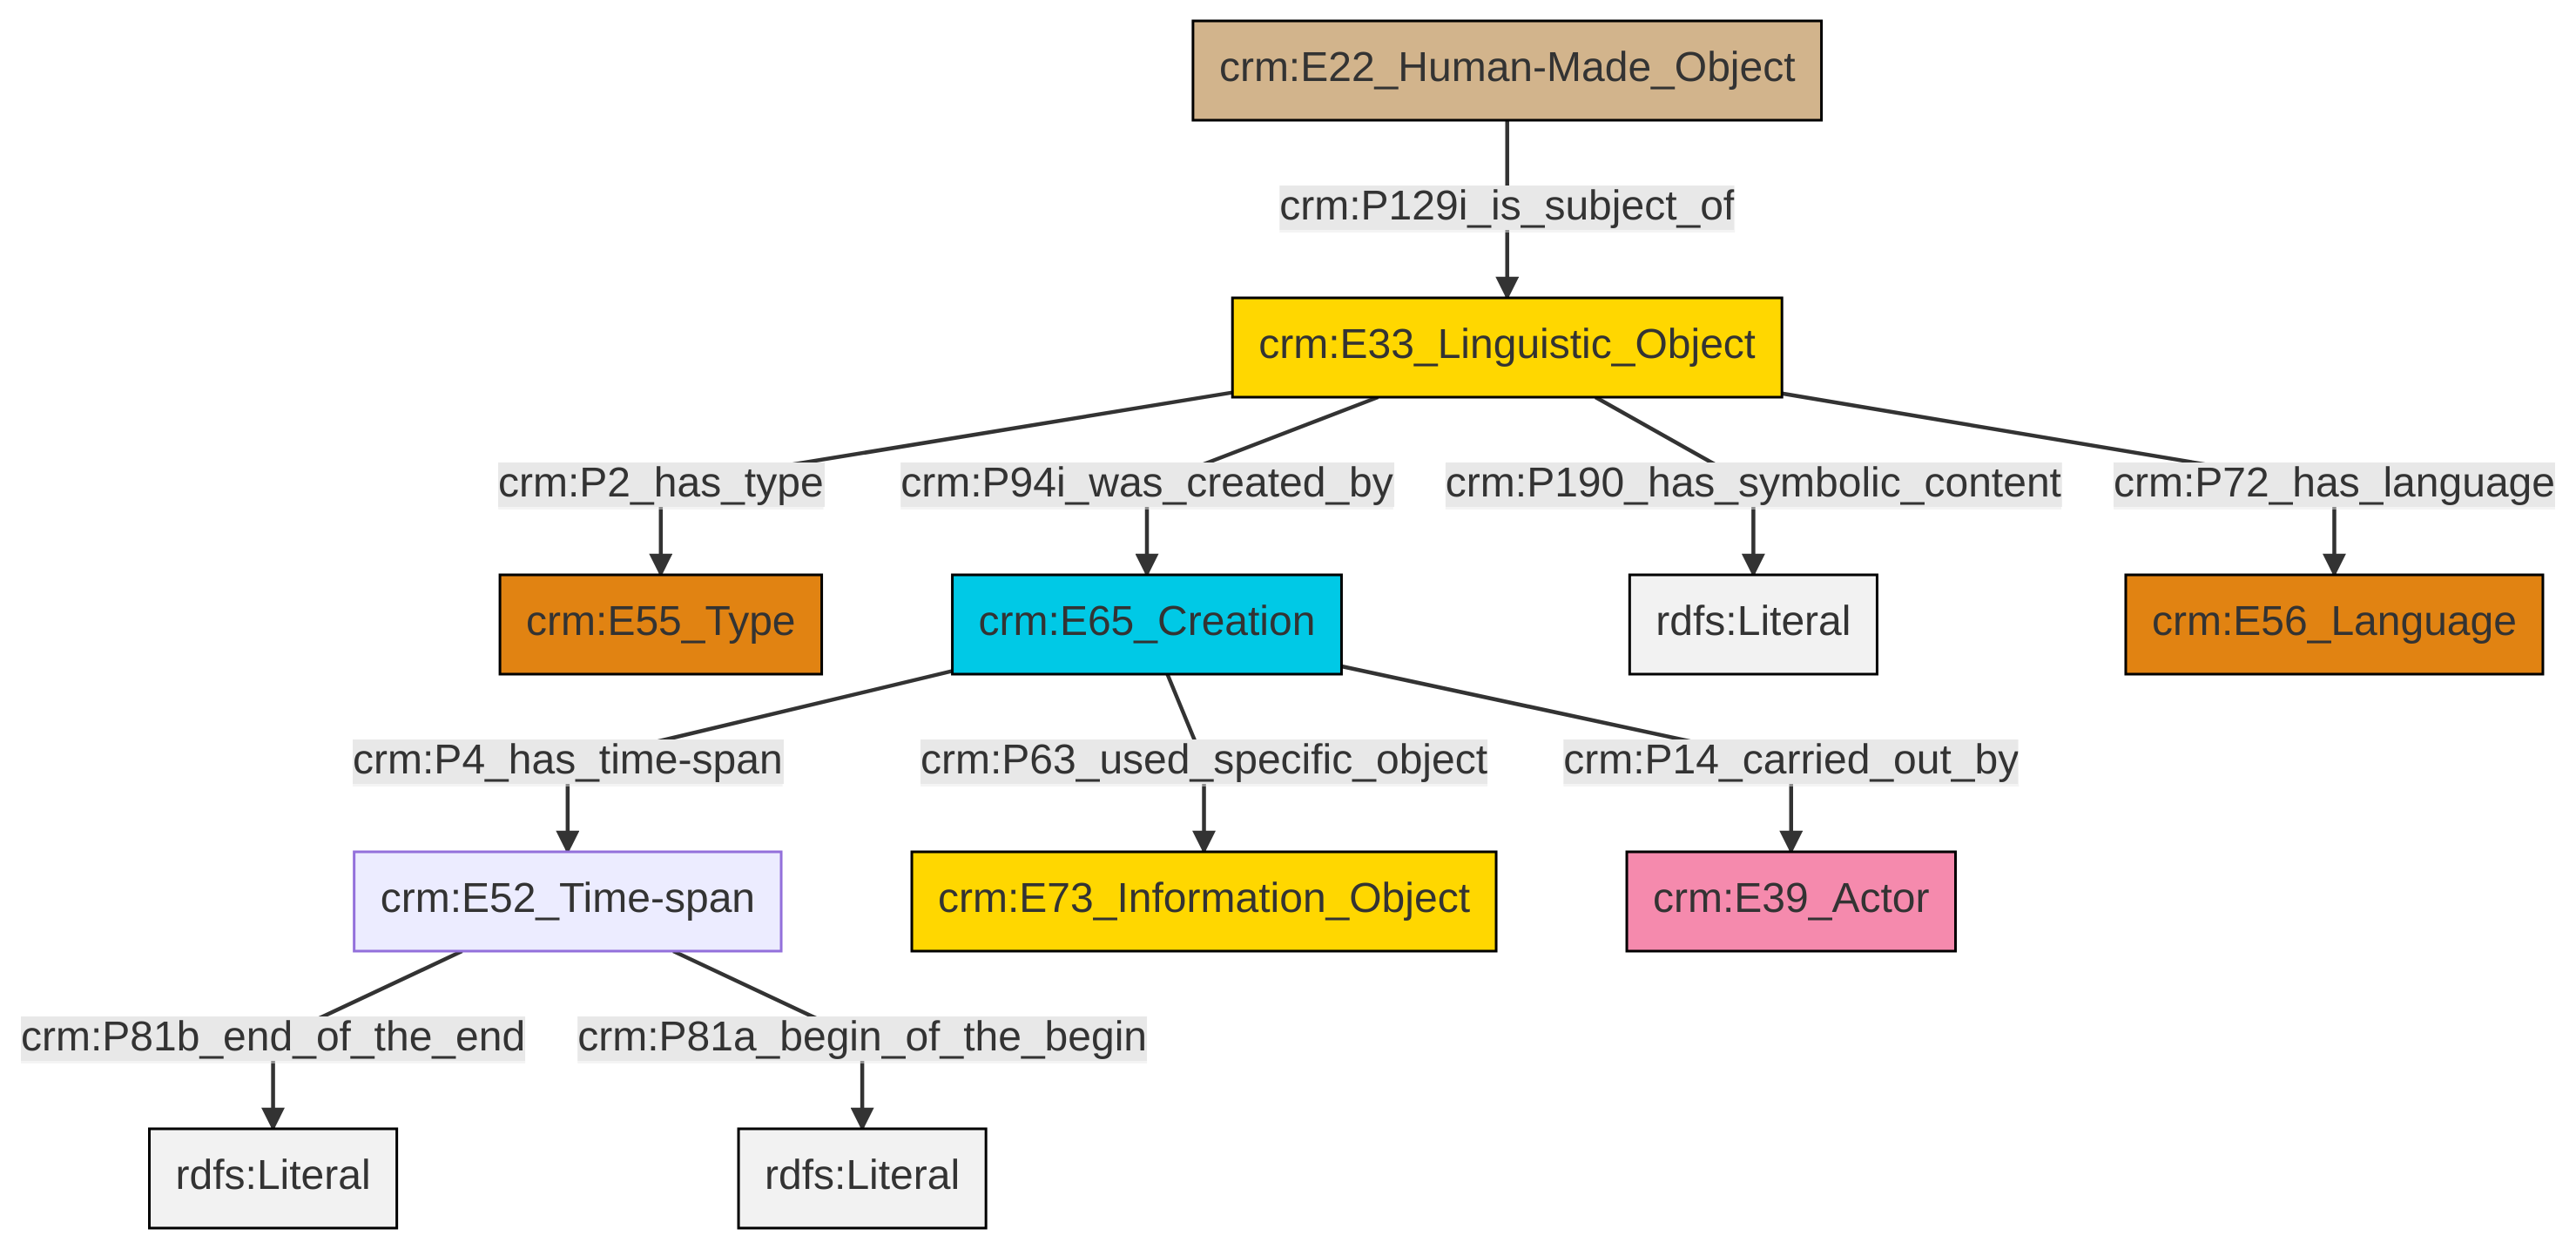 crm:E22_Human-Made_Object
crm:P129i_is_subject_of
crm:E33_Linguistic_Object
crm:P2_has_type
crm:P94i_was_created_by
crm:P190_has_symbolic_content
crm:P72_has_language
crm:E55_Type
crm:E65_Creation
rdfs:Literal
crm:E56_Language
crm:P4_has_time-span
crm:P63_used_specific_object
crm:P14_carried_out_by
crm:E52_Time-span
crm:E73_Information_Object
crm:E39_Actor
crm:P81b_end_of_the_end
crm:P81a_begin_of_the_begin
rdfs:Literal
rdfs:Literal